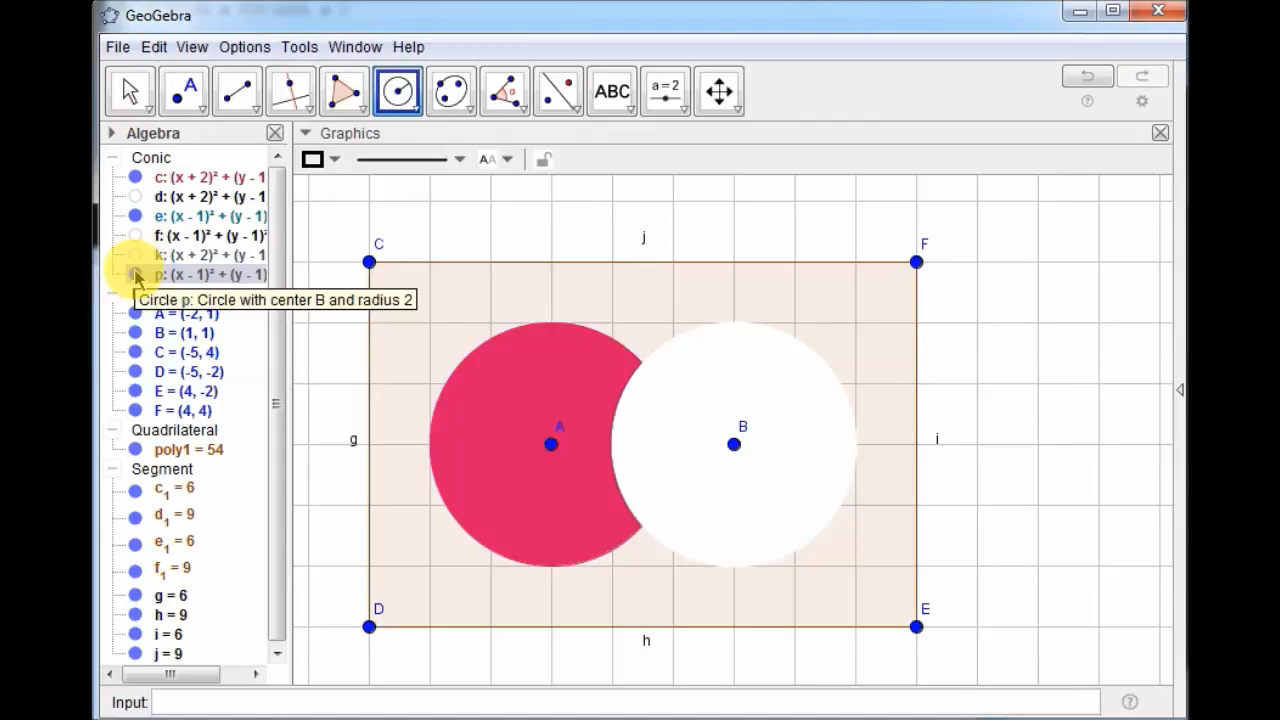 GeoGebra
File Edit View Options Tools Window Help
A
α
ABC
a=2
Algebra
Graphics
AA
Conic
c: (x + 2)² + (y - 1
d: (x + 2)² + (y - 1
e: (x - 1)² + (y - 1)
f: (x - 1)² + (y - 1)²
k: (x + 2)² + (y - 1
p: (x - 1)² + (y - 1)
Circle p: Circle with center B and radius 2
A = (-2, 1)
B = (1, 1)
C = (-5, 4)
D = (-5, -2)
E = (4, -2)
F = (4, 4)
Quadrilateral
poly1 = 54
Segment
c₁ = 6
d₁ = 9
e₁ = 6
f₁ = 9
g = 6
h = 9
i = 6
j = 9
j
C
F
A
B
g
i
D
E
h
Input: